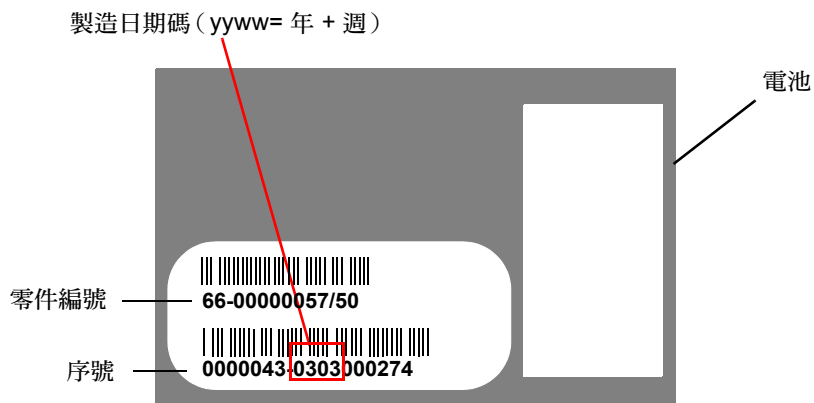 製造日期碼（yyww= 年 + 週）
電池
66-00000057/50
零件編號
0000043-0303000274
序號